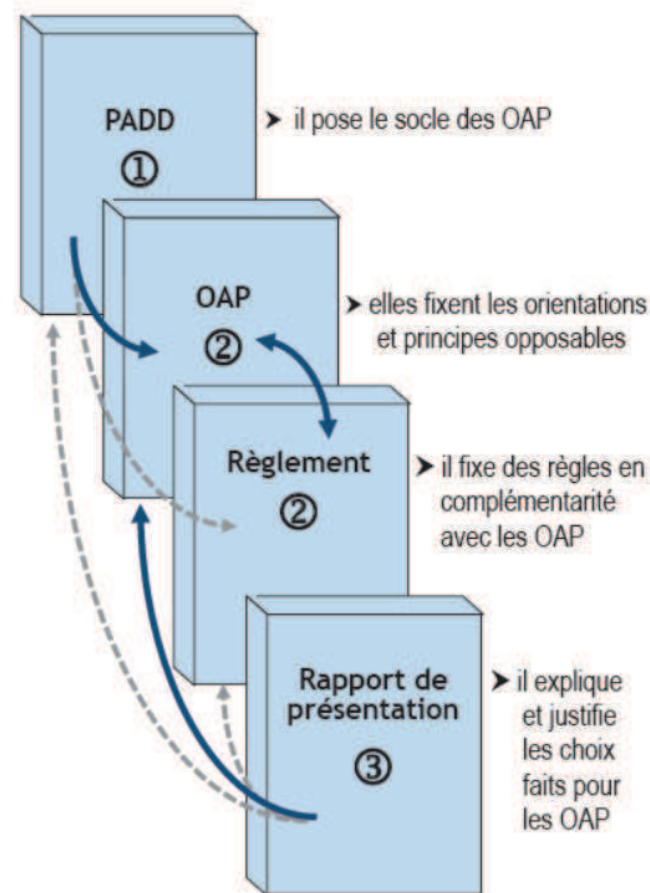 PADD
①
➤ il pose le socle des OAP
OAP
②
➤ elles fixent les orientations
et principes opposables
Règlement
②
➤ il fixe des règles en
complémentarité
avec les OAP
Rapport de
présentation
③
➤ il explique
et justifie
les choix
faits pour
les OAP